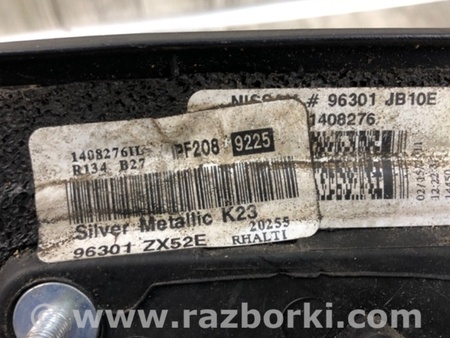 # 96301 JB10E
1408276
1408276IL PF208 9225
R134 B27
Silver Metallic K23
96301 ZX52E
20255
RHALTI
© www.razborki.com